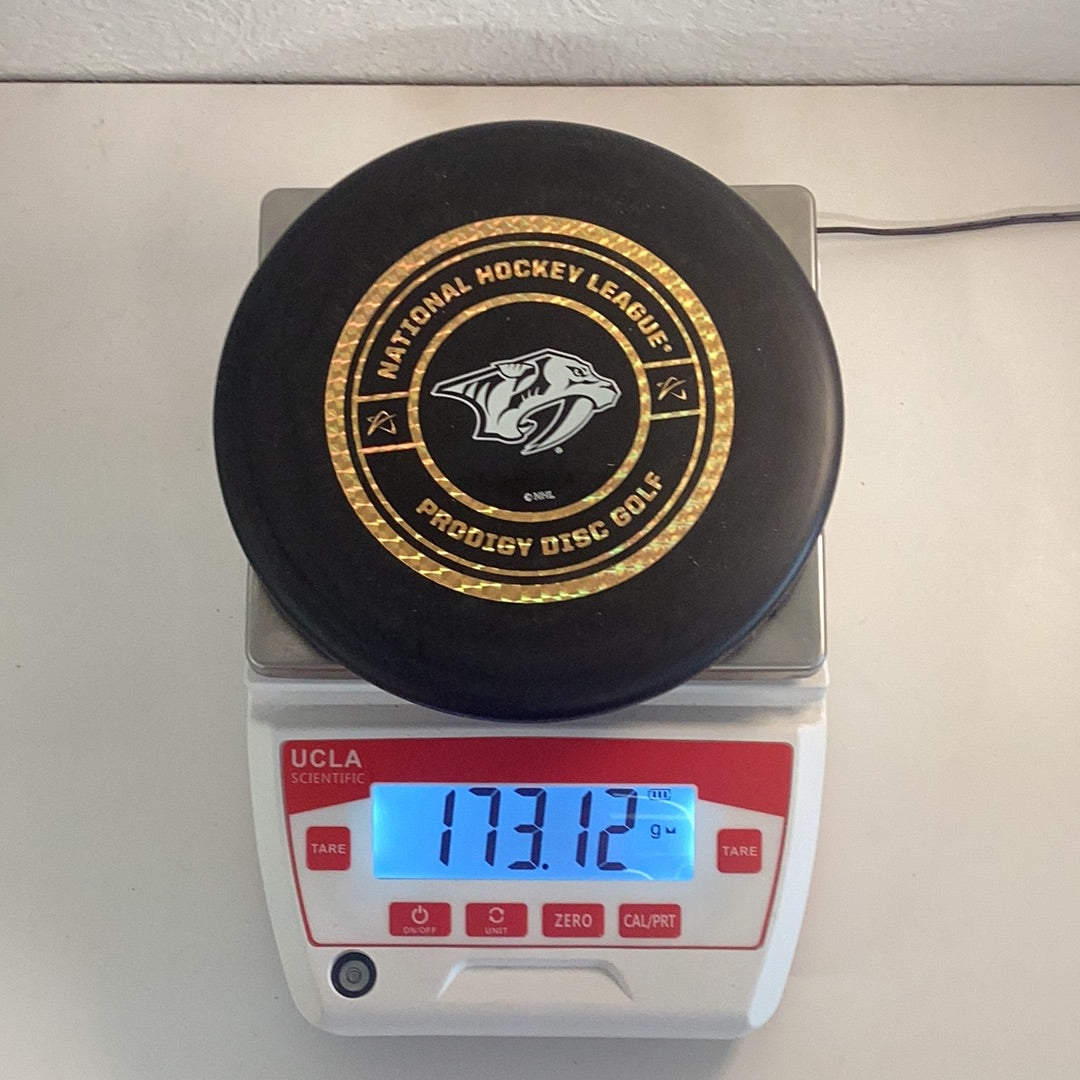 NATIONAL HOCKEY LEAGUE®
© NHL
PRODIGY DISC GOLF
UCLA
SCIENTIFIC
173.12 g
TARE
TARE
ON/OFF
UNIT
ZERO
CAL/PRT